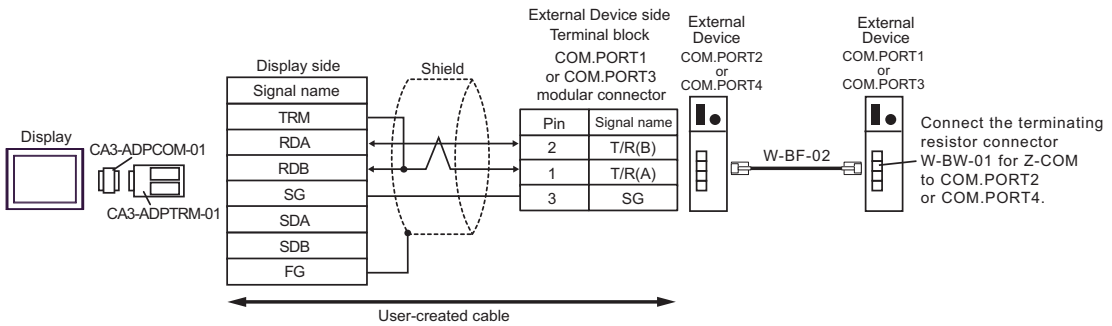 Display
CA3-ADPCOM-01
CA3-ADPTRM-01
Display side
Signal name
TRM
RDA
RDB
SG
SDA
SDB
FG
Shield
User-created cable
External Device side
Terminal block
COM.PORT1
or COM.PORT3
modular connector
Pin Signal name
2 T/R(B)
1 T/R(A)
3 SG
External
Device
COM.PORT2
or
COM.PORT4
W-BF-02
External
Device
COM.PORT1
or
COM.PORT3
Connect the terminating
resistor connector
W-BW-01 for Z-COM
to COM.PORT2
or COM.PORT4.